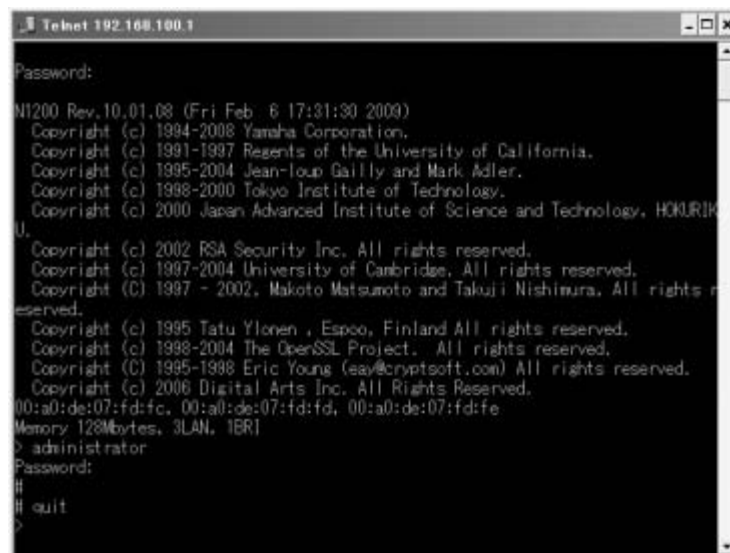 Telnet 192.168.100.1
Password:
N1200 Rev.10.01.08 (Fri Feb 6 17:31:30 2009)
Copyright (c) 1994-2008 Yamaha Corporation.
Copyright (c) 1991-1997 Regents of the University of California.
Copyright (c) 1995-2004 Jean-loup Gailly and Mark Adler.
Copyright (c) 1998-2000 Tokyo Institute of Technology.
Copyright (c) 2000 Japan Advanced Institute of Science and Technology, HOKURIK
U.
Copyright (c) 2002 RSA Security Inc. All rights reserved.
Copyright (c) 1997-2004 University of Cambridge. All rights reserved.
Copyright (C) 1997 - 2002, Makoto Matsumoto and Takuji Nishimura, All rights r
eserved.
Copyright (c) 1995 Tatu Ylonen , Espoo, Finland All rights reserved.
Copyright (c) 1998-2004 The OpenSSL Project. All rights reserved.
Copyright (C) 1995-1998 Eric Young (eay@cryptsoft.com) All rights reserved.
Copyright (c) 2006 Digital Arts Inc. All Rights Reserved.
00:a0:de:07:fd:fc, 00:a0:de:07:fd:fd, 00:a0:de:07:fd:fe
Memory 128Mbytes, 3LAN, 1BRI
> administrator
Password:
#
# quit
>